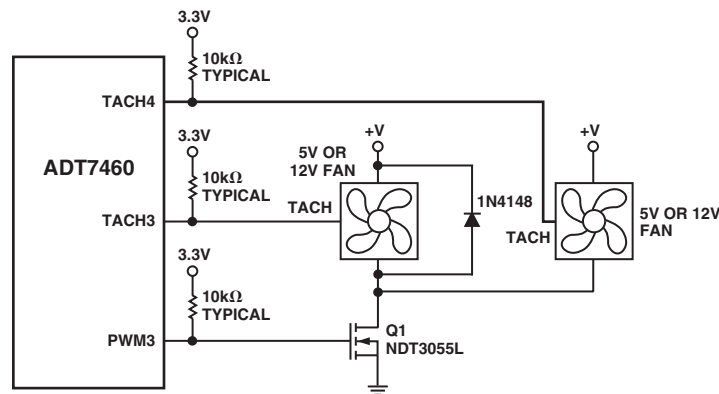 3.3V
10kΩ
TYPICAL
TACH4
ADT7460
3.3V
10kΩ
TYPICAL
TACH3
3.3V
10kΩ
TYPICAL
PWM3
+V
5V OR
12V FAN
TACH
1N4148
+V
TACH
5V OR 12V
FAN
Q1
NDT3055L